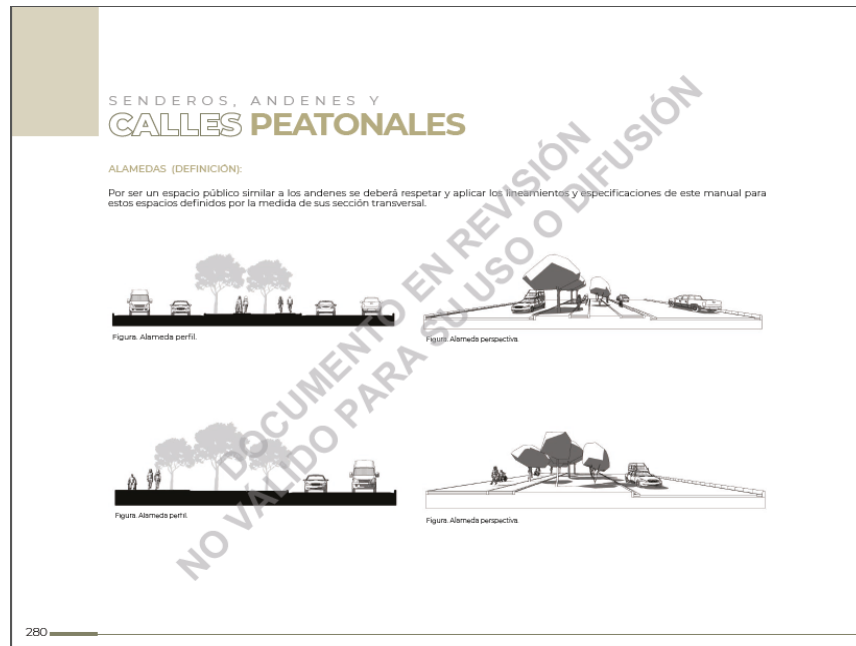 SENDEROS, ANDENES Y
CALLES PEATONALES
ALAMEDAS (DEFINICIÓN):
Por ser un espacio público similar a los andenes se deberá respetar y aplicar los lineamientos y especificaciones de este manual para
estos espacios definidos por la medida de sus sección transversal.
Figura. Alameda perfil.
Figura. Alameda perspectiva.
Figura. Alameda perfil.
Figura. Alameda perspectiva.
DOCUMENTO EN REVISIÓN
NO VÁLIDO PARA SU USO O DIFUSIÓN
280